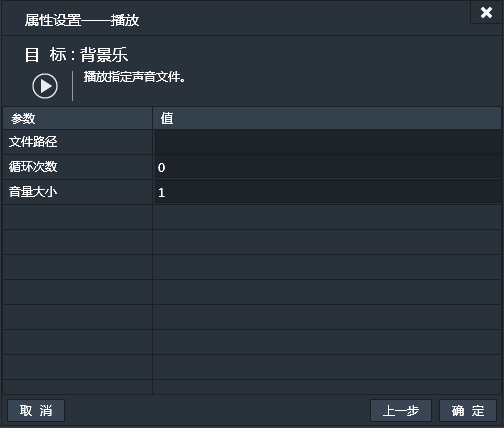 属性设置——播放
目 标：背景乐
播放指定声音文件。
参数 值
文件路径
循环次数 0
音量大小 1
取 消 上一步 确 定